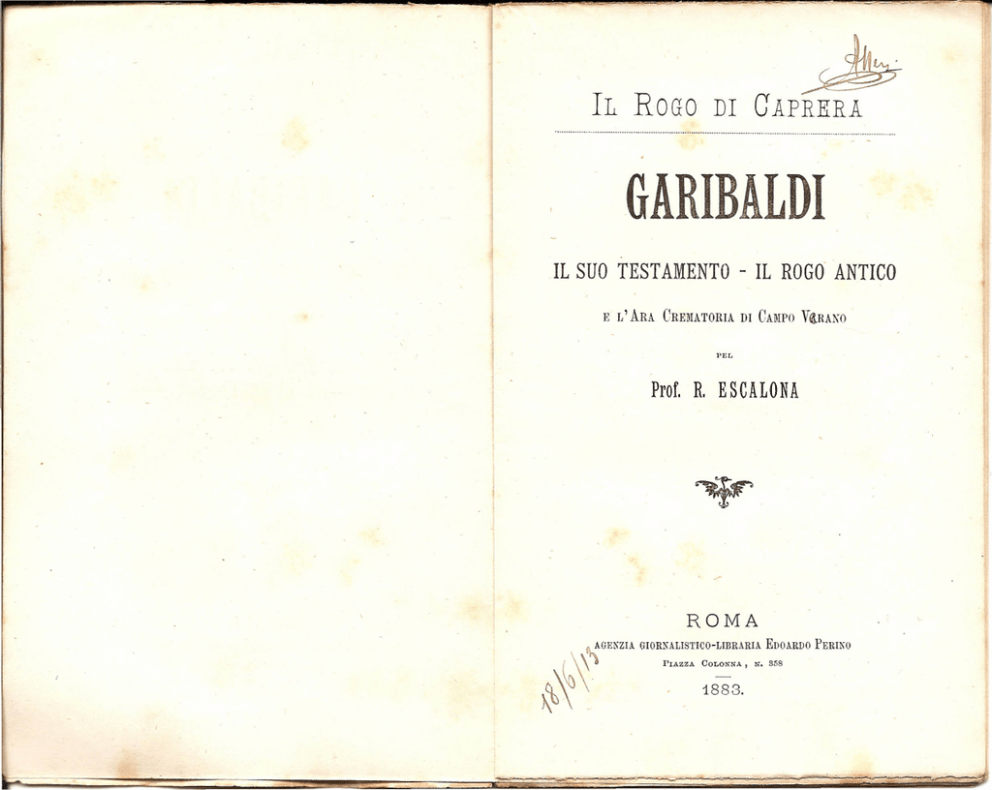 Il Rogo di Caprera
GARIBALDI
IL SUO TESTAMENTO - IL ROGO ANTICO
e l'Ara Crematoria di Campo Verano
PEL
Prof. R. ESCALONA
ROMA
AGENZIA GIORNALISTICO-LIBRARIA EDOARDO PERINO
Piazza Colonna, N. 358
1883.
18/6/13